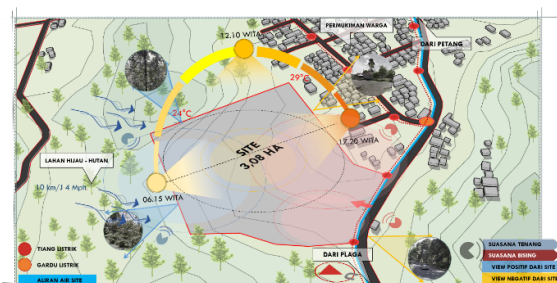 PERMUKIMAN WARGA
12.10 WITA
DARI PETANG
29°C
24°C
SITE
3.08 HA
17.20 WITA
LAHAN HIJAU - HUTAN
10 km/J 4 Mph
06.15 WITA
TIANG LISTRIK
GARDU LISTRIK
ALIRAN AIR SITE
DARI PLAGA
SUASANA TENANG
SUASANA BISING
VIEW POSITIF DARI SITE
VIEW NEGATIF DARI SITE